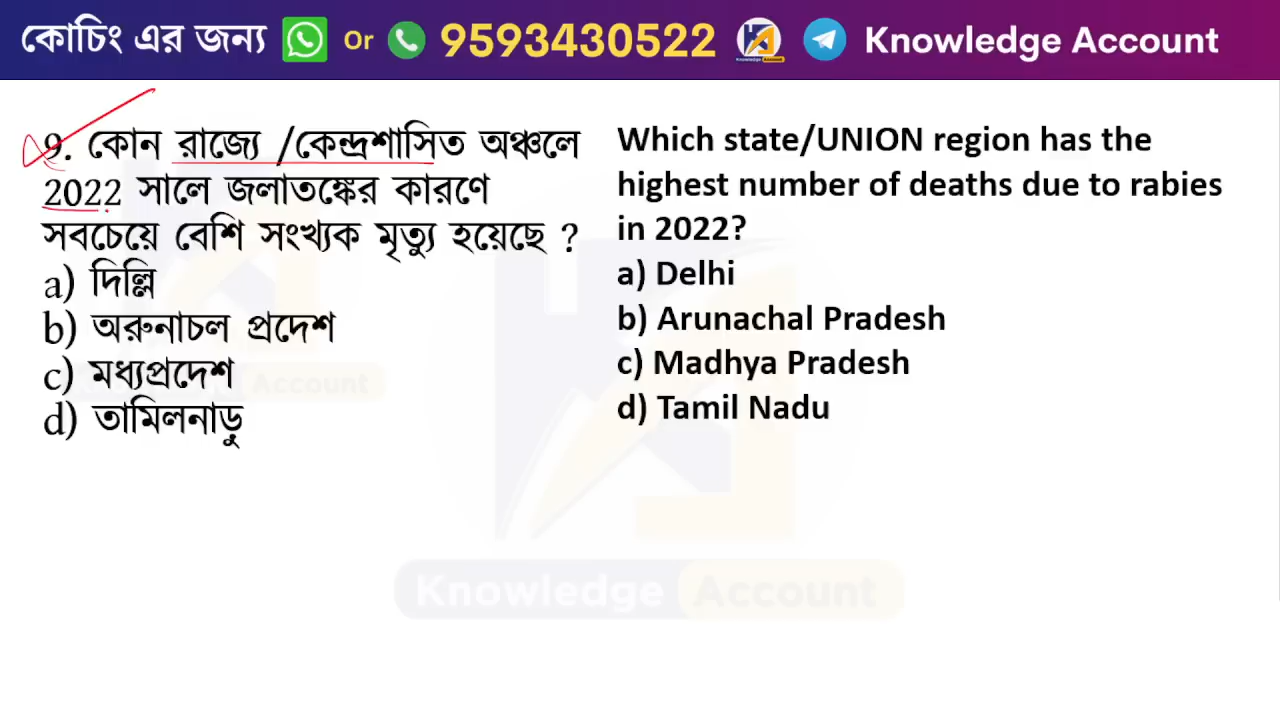 কোচিং এর জন্য Or 9593430522 Knowledge Account
9. কোন রাজ্যে /কেন্দ্রশাসিত অঞ্চলে
2022 সালে জলাতঙ্কের কারণে
সবচেয়ে বেশি সংখ্যক মৃত্যু হয়েছে ?
a) দিল্লি
b) অরুনাচল প্রদেশ
c) মধ্যপ্রদেশ
d) তামিলনাড়ু
Which state/UNION region has the
highest number of deaths due to rabies
in 2022?
a) Delhi
b) Arunachal Pradesh
c) Madhya Pradesh
d) Tamil Nadu
Account
Knowledge Account